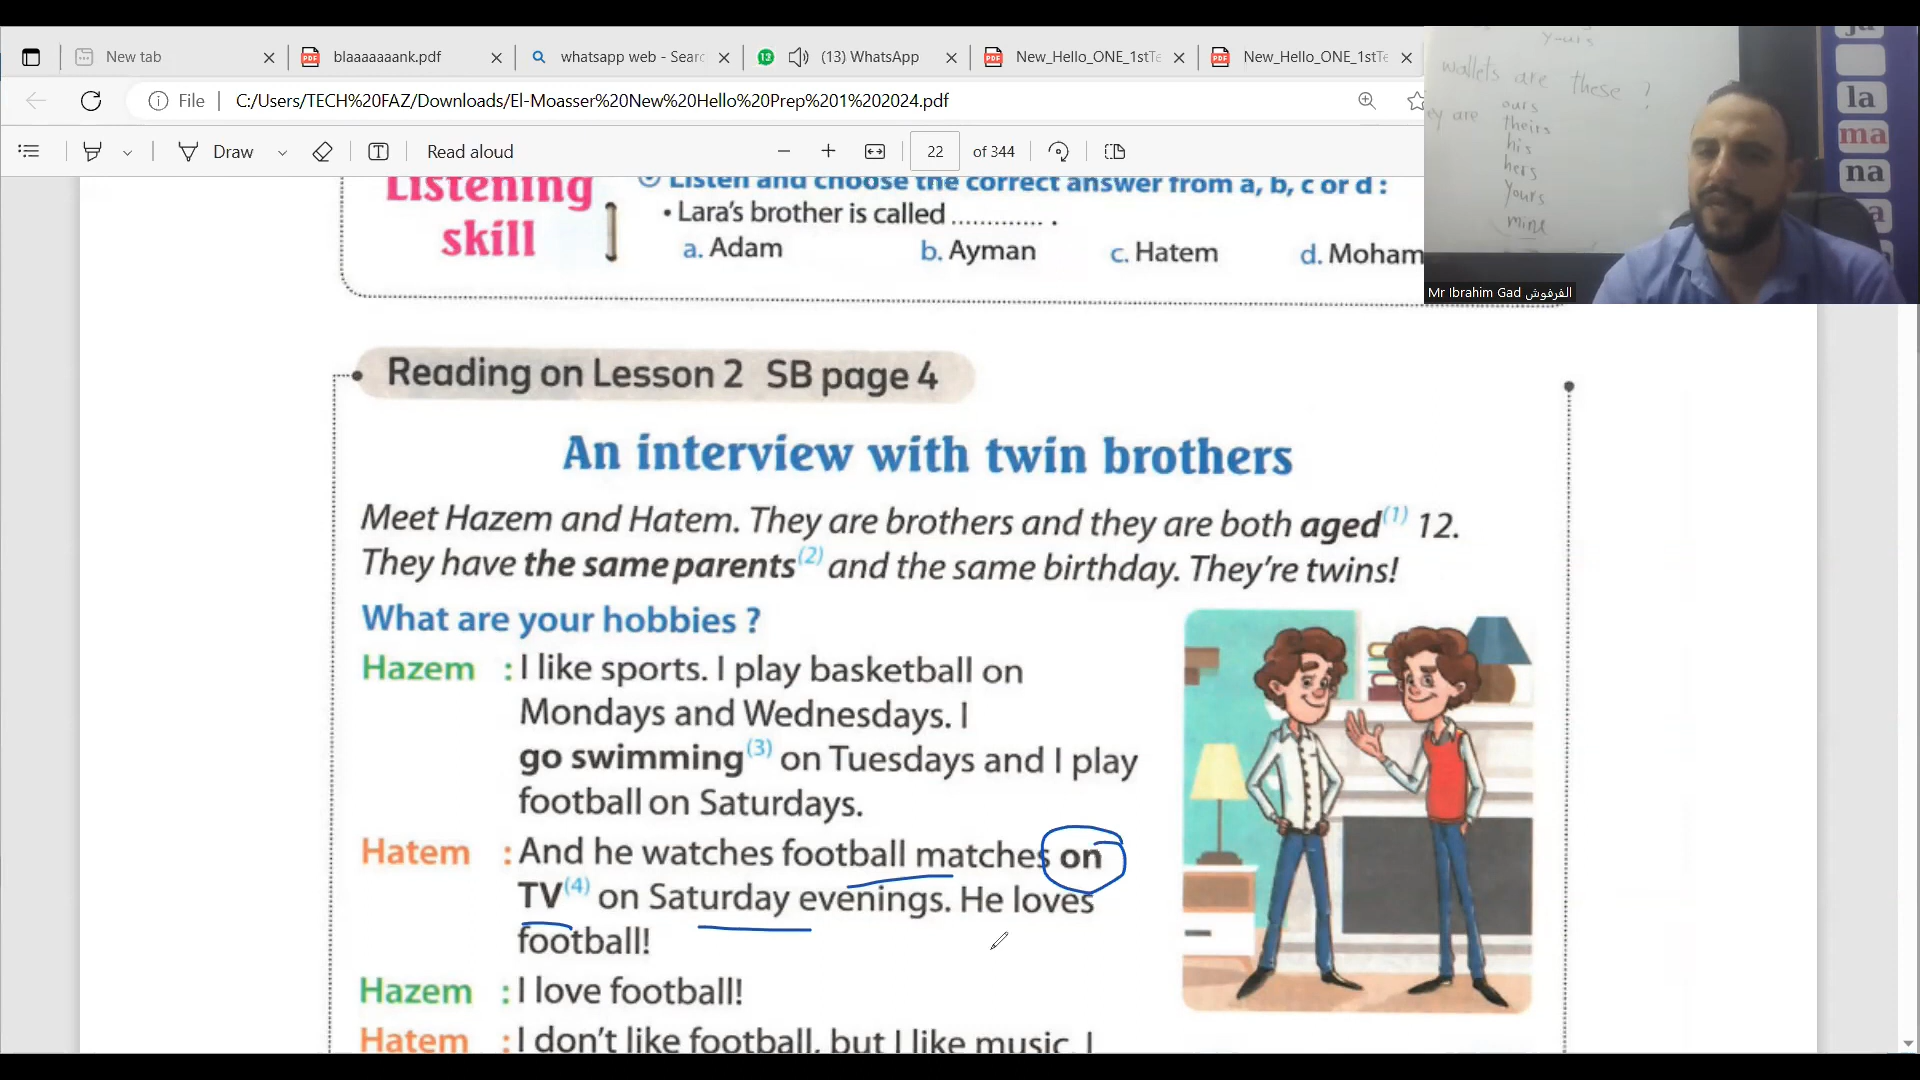 New tab
blaaaaaaank.pdf
whatsapp web - Searc
(13) WhatsApp
New_Hello_ONE_1stTe
New_Hello_ONE_1stTe
File
C:/Users/TECH%20FAZ/Downloads/El-Moasser%20New%20Hello%20Prep%201%202024.pdf
Draw
Read aloud
22
of 344
wallets are these ?
ours
theirs
his
hers
yours
mine
la
ma
na
Mr Ibrahim Gad الفرفوش
Listening
skill
Listen and choose the correct answer from a, b, c or d :
• Lara's brother is called ............. .
a. Adam
b. Ayman
c. Hatem
d. Moham
Reading on Lesson 2 SB page 4
An interview with twin brothers
Meet Hazem and Hatem. They are brothers and they are both aged(1) 12.
They have the same parents(2) and the same birthday. They're twins!
What are your hobbies ?
Hazem : I like sports. I play basketball on
Mondays and Wednesdays. I
go swimming(3) on Tuesdays and I play
football on Saturdays.
Hatem : And he watches football matches on
TV(4) on Saturday evenings. He loves
football!
Hazem : I love football!
Hatem : I don't like football, but I like music. I